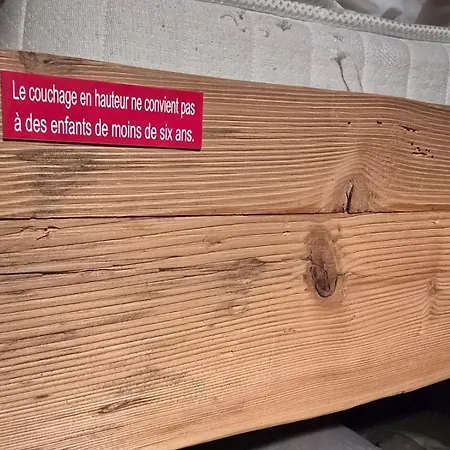 Le couchage en hauteur ne convient pas
à des enfants de moins de six ans.